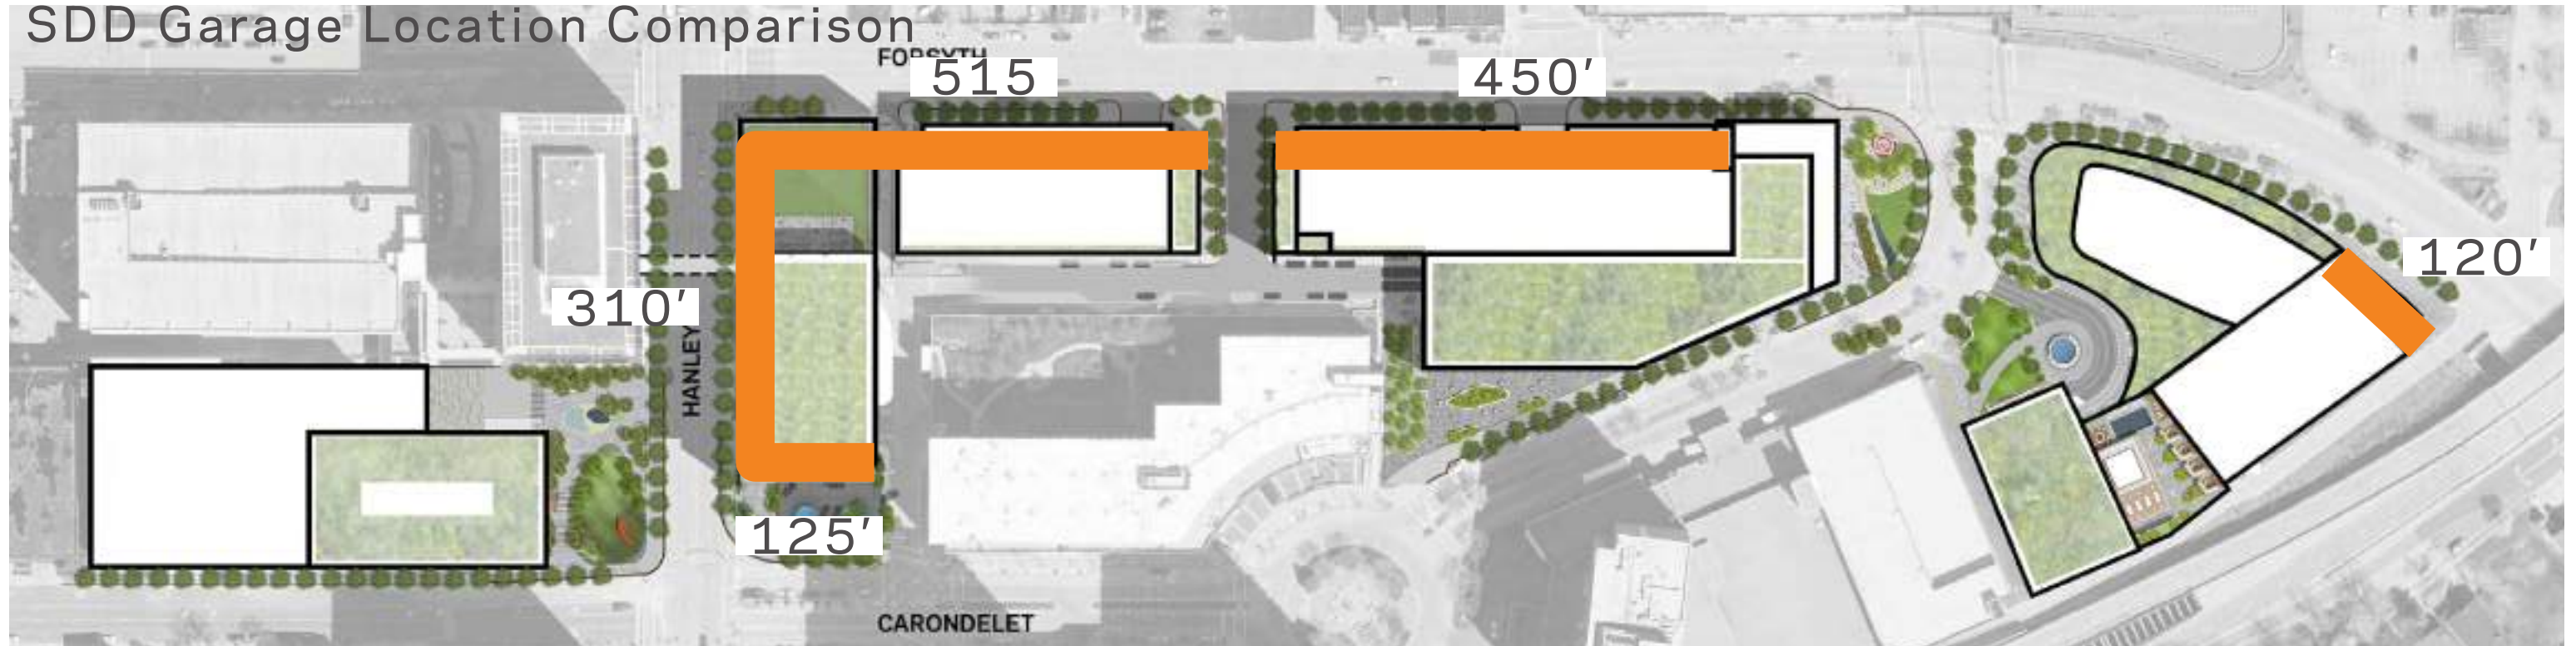 SDD Garage Location Comparison
FORSYTH
515
450′
120′
310′
HANLEY
125′
CARONDELET